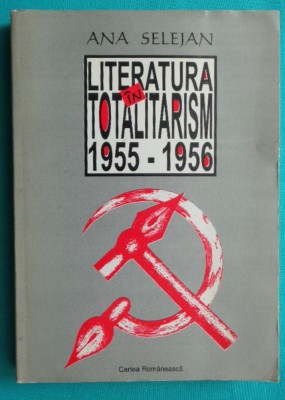 ANA SELEJAN
LITERATURA
ÎN
TOTALITARISM
1955 - 1956
Cartea Românească